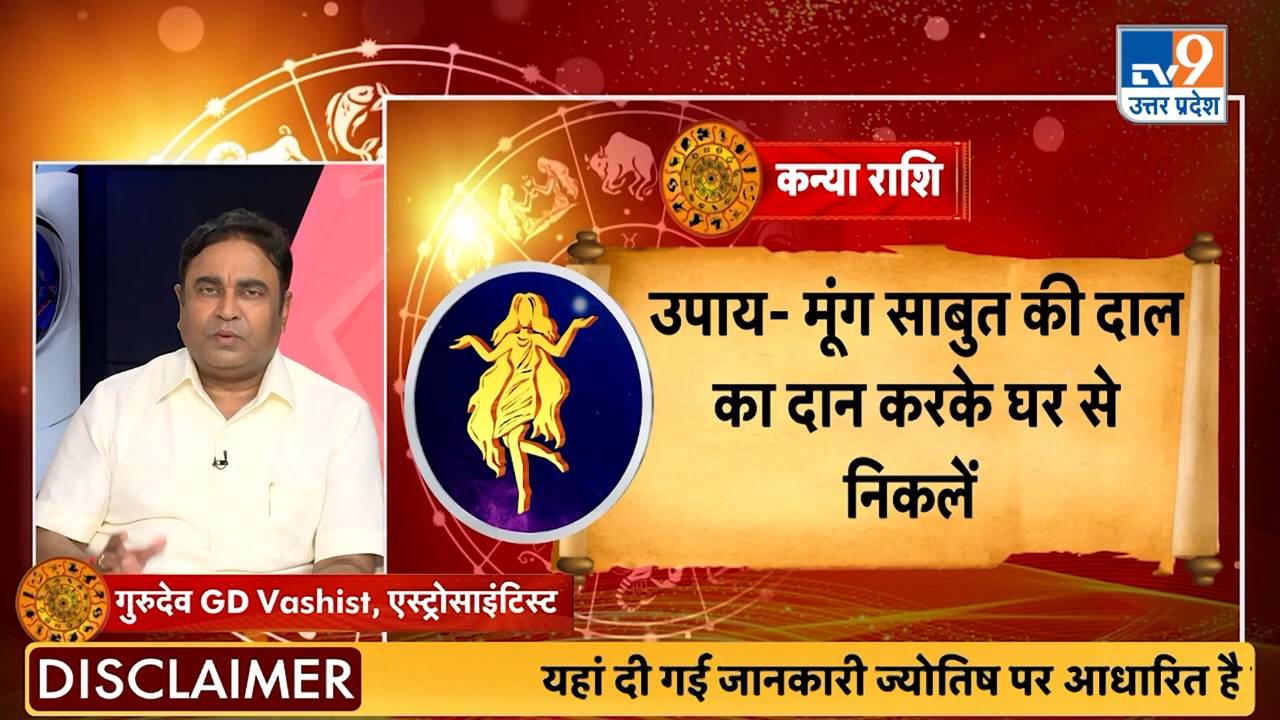 TV9
उत्तर प्रदेश
कन्या राशि
उपाय- मूंग साबुत की दाल
का दान करके घर से
निकलें
गुरुदेव GD Vashist, एस्ट्रोसाइंटिस्ट
DISCLAIMER
यहां दी गई जानकारी ज्योतिष पर आधारित है